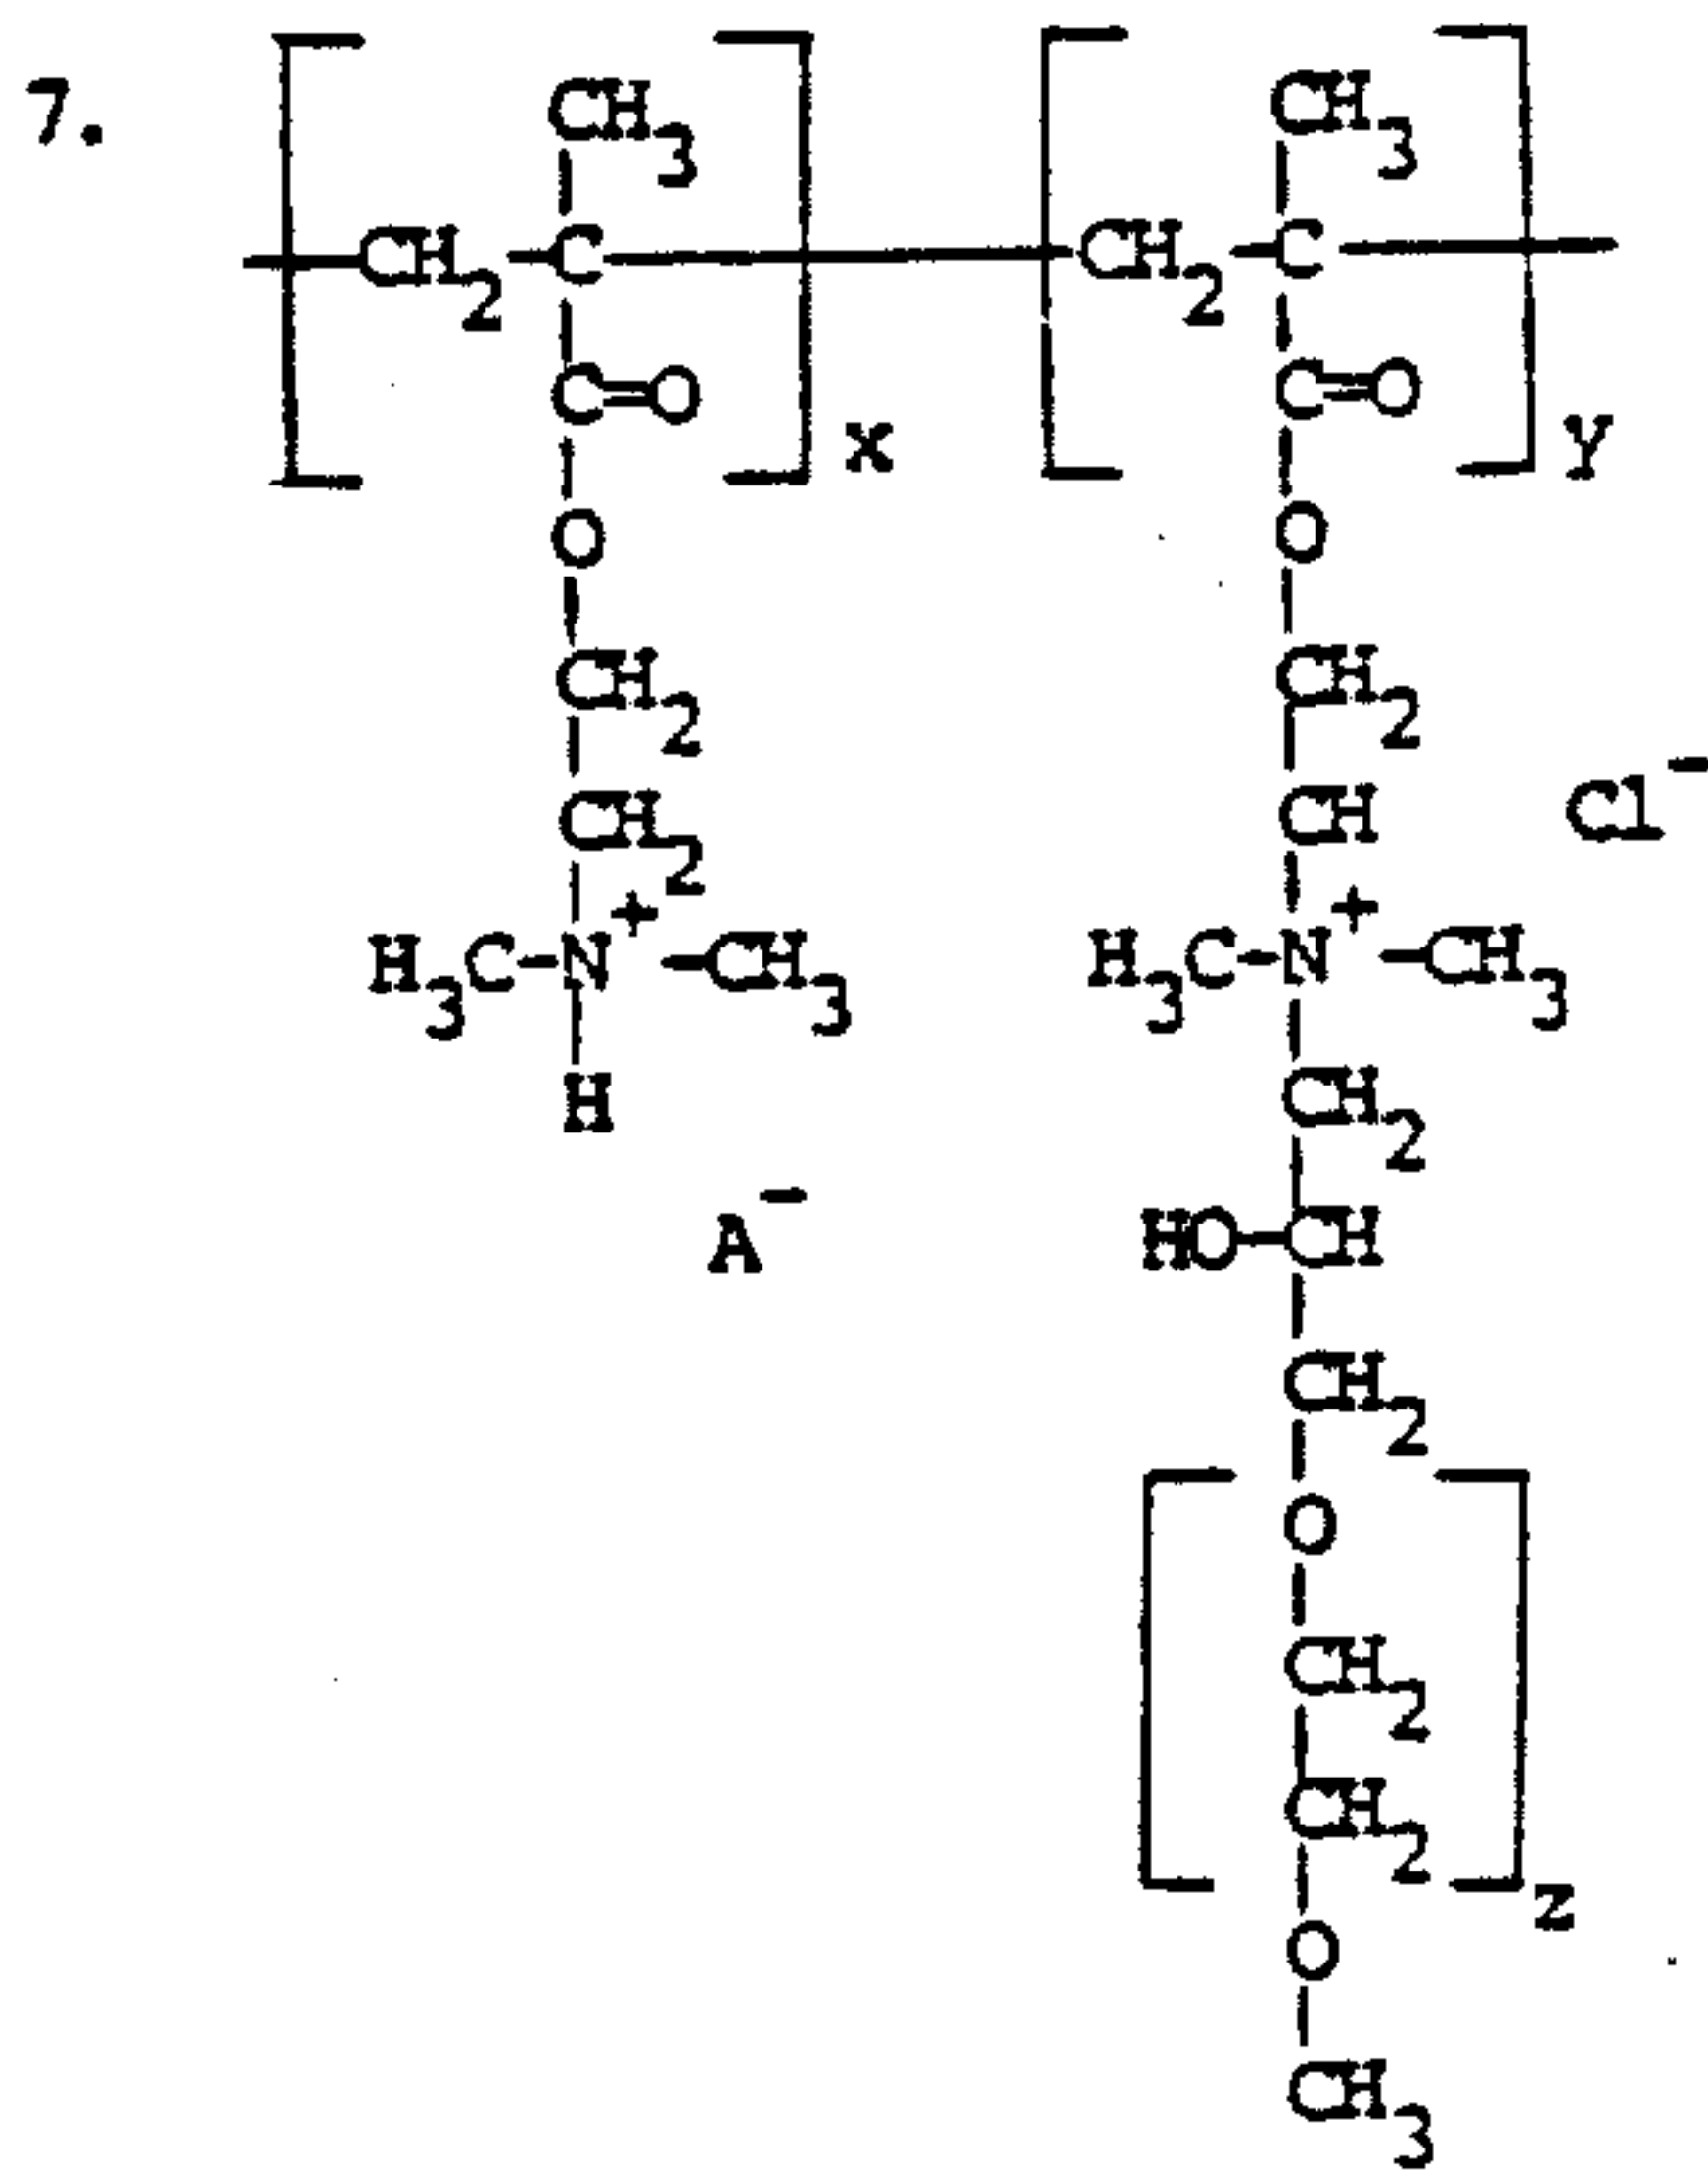 7.
CH3 CH3
CH2 C CH2 C
C=O C=O
x y
O O
CH2 CH2
Cl-
CH2 CH
+ +
H3C-N-CH3 H3C-N-CH3
H CH2
A- HO-CH
CH2
O
CH2
CH2
z
O
CH3